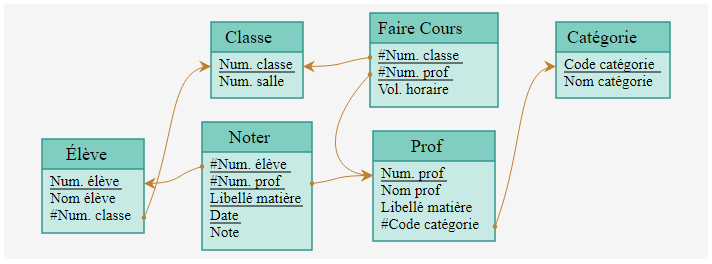 Classe
Num. classe
Num. salle
Faire Cours
#Num. classe
#Num. prof
Vol. horaire
Catégorie
Code catégorie
Nom catégorie
Élève
Num. élève
Nom élève
#Num. classe
Noter
#Num. élève
#Num. prof
Libellé matière
Date
Note
Prof
Num. prof
Nom prof
Libellé matière
#Code catégorie